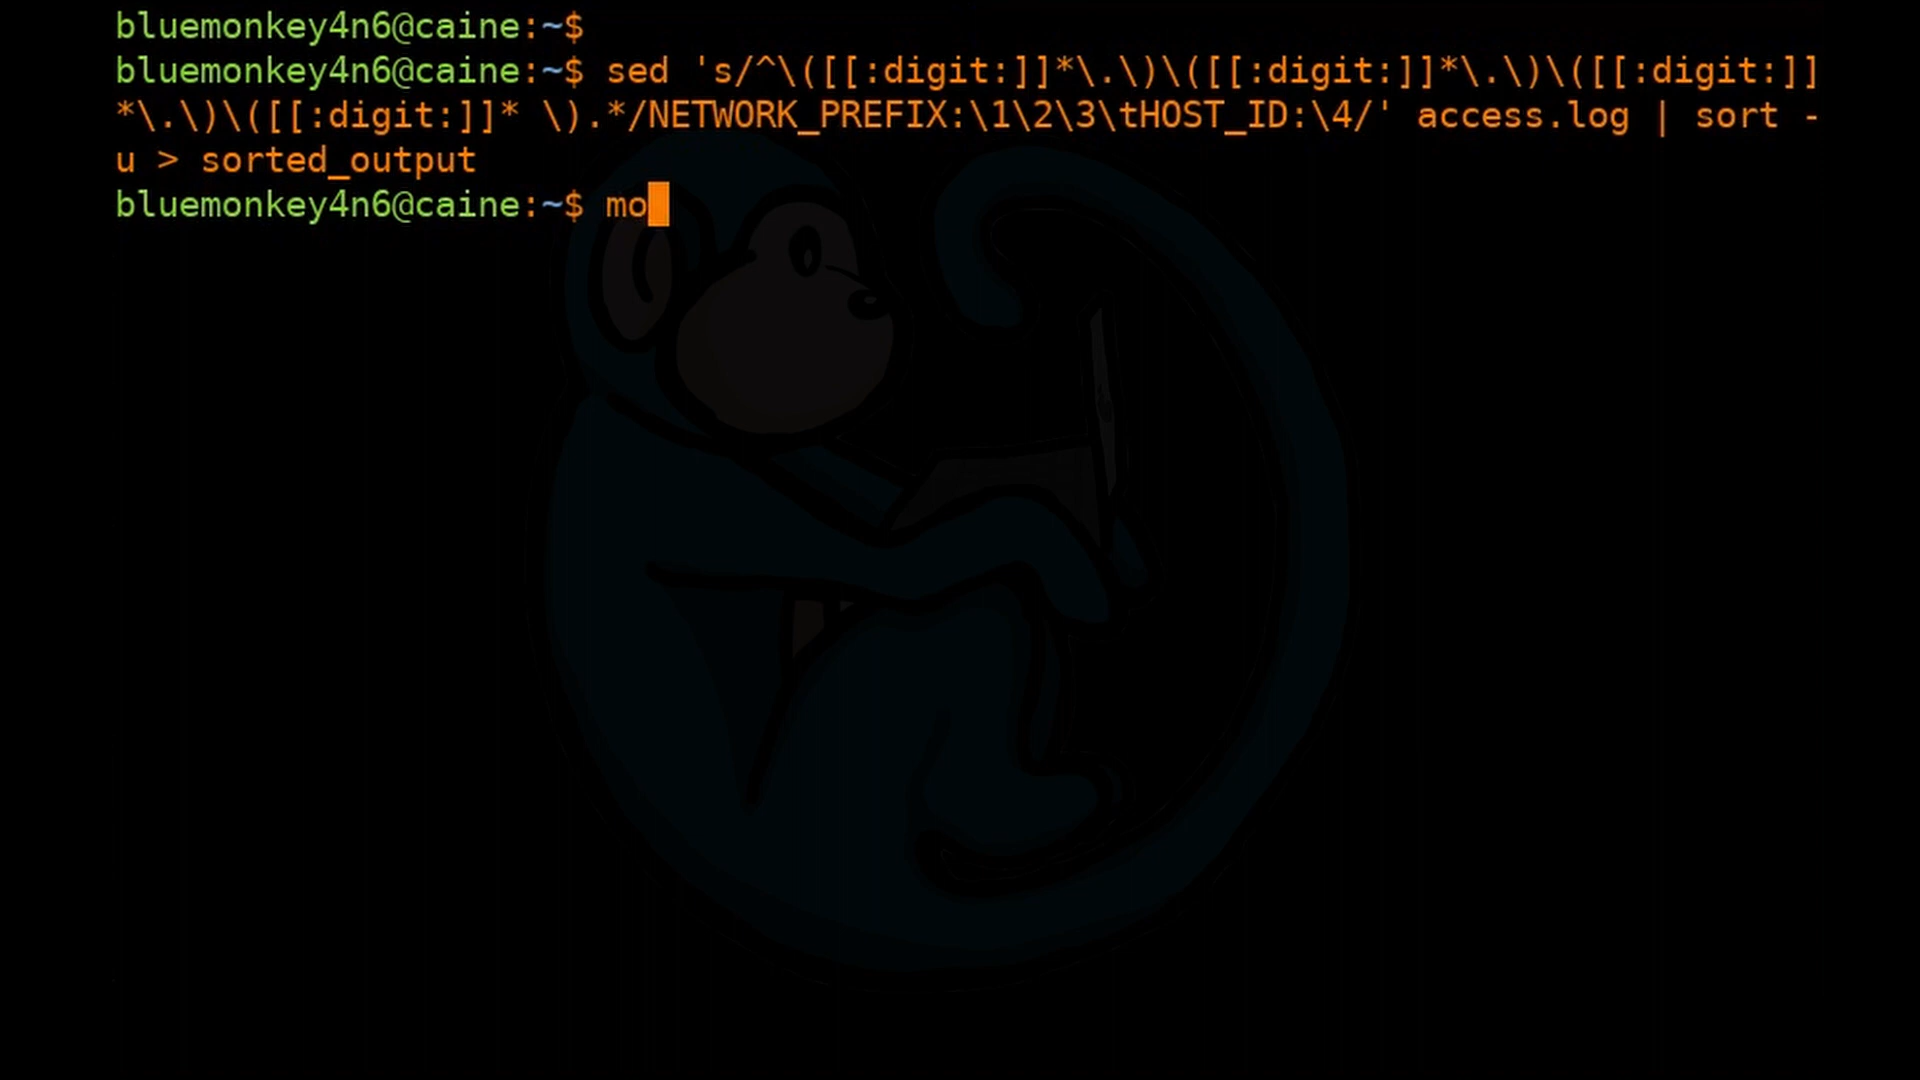 bluemonkey4n6@caine:~$
bluemonkey4n6@caine:~$ sed 's/^\([[:digit:]]*\.\)\([[:digit:]]*\.\)\([[:digit:]]
*\.\)\([[:digit:]]* \).*/NETWORK_PREFIX:\1\2\3\tHOST_ID:\4/' access.log | sort -
u > sorted_output
bluemonkey4n6@caine:~$ mo